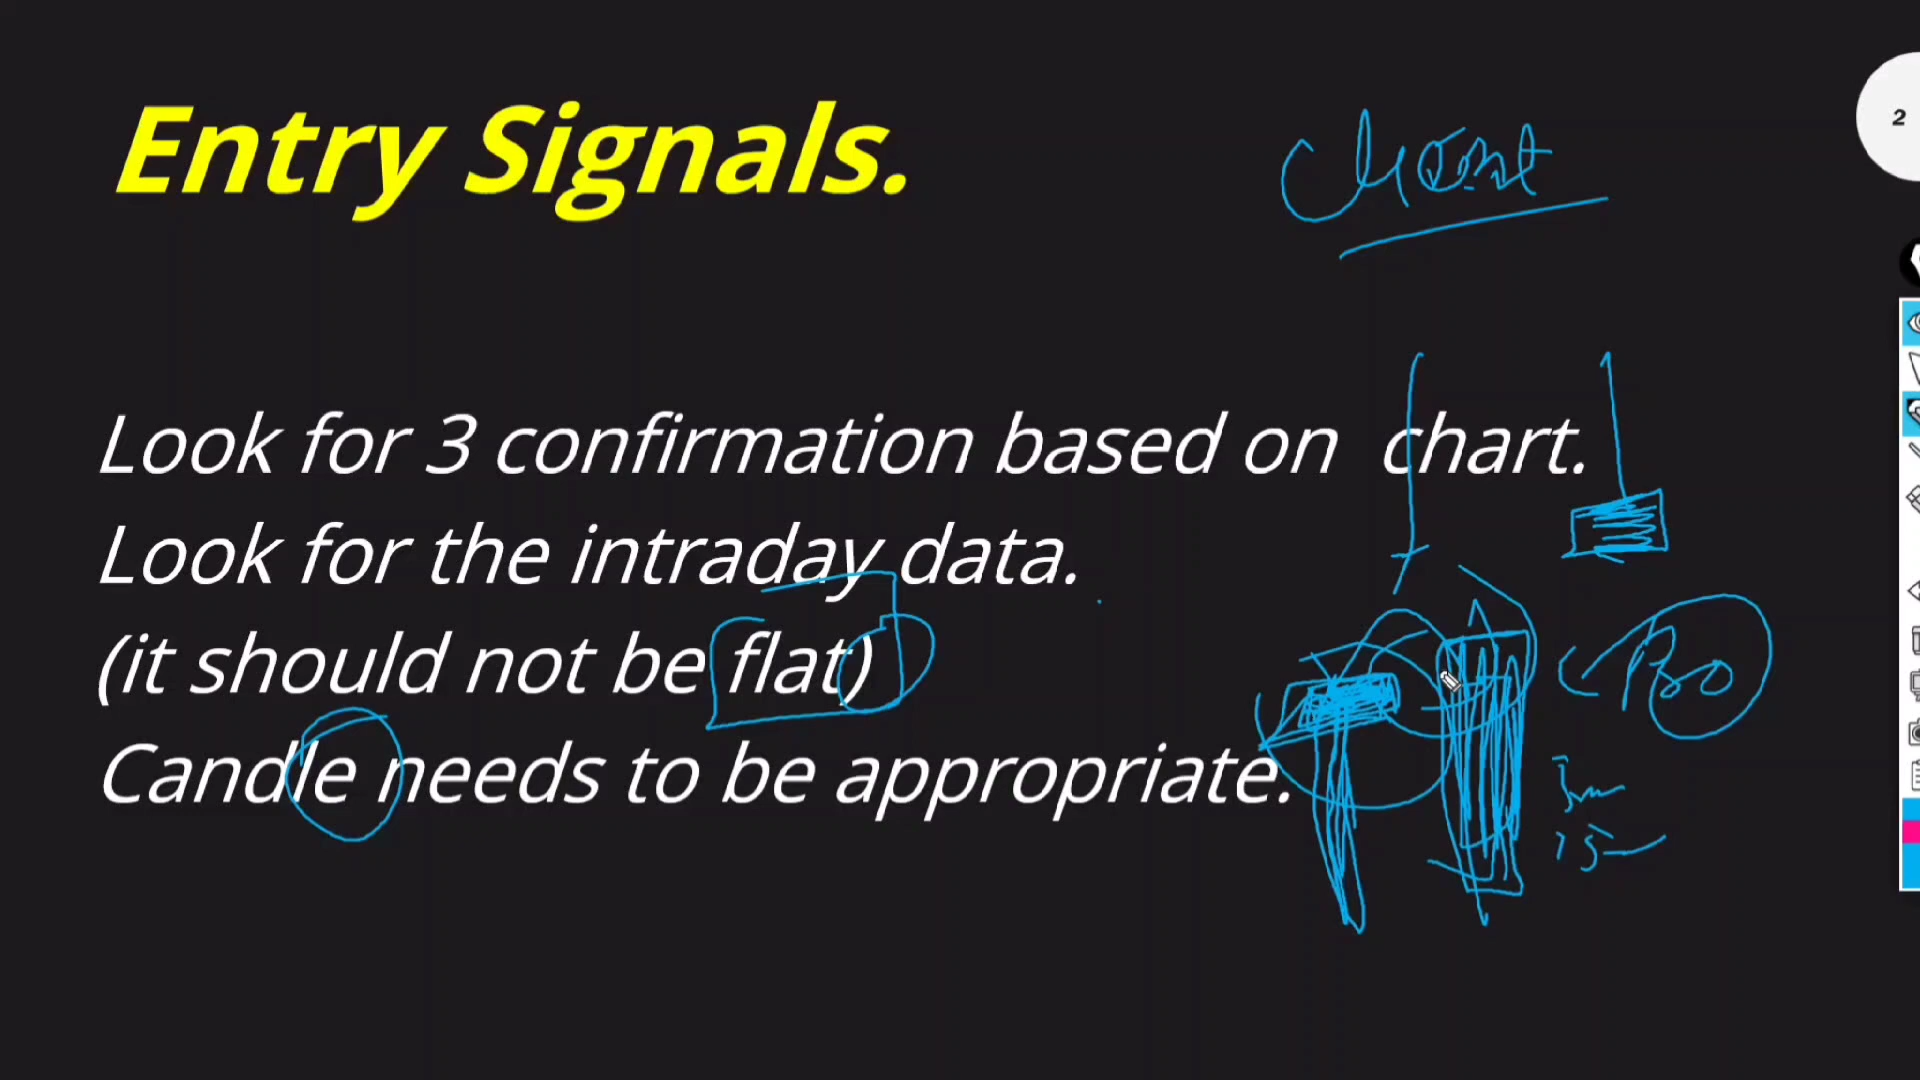 Entry Signals.
2
Look for 3 confirmation based on chart.
Look for the intraday data.
(it should not be flat)
Candle needs to be appropriate.
15